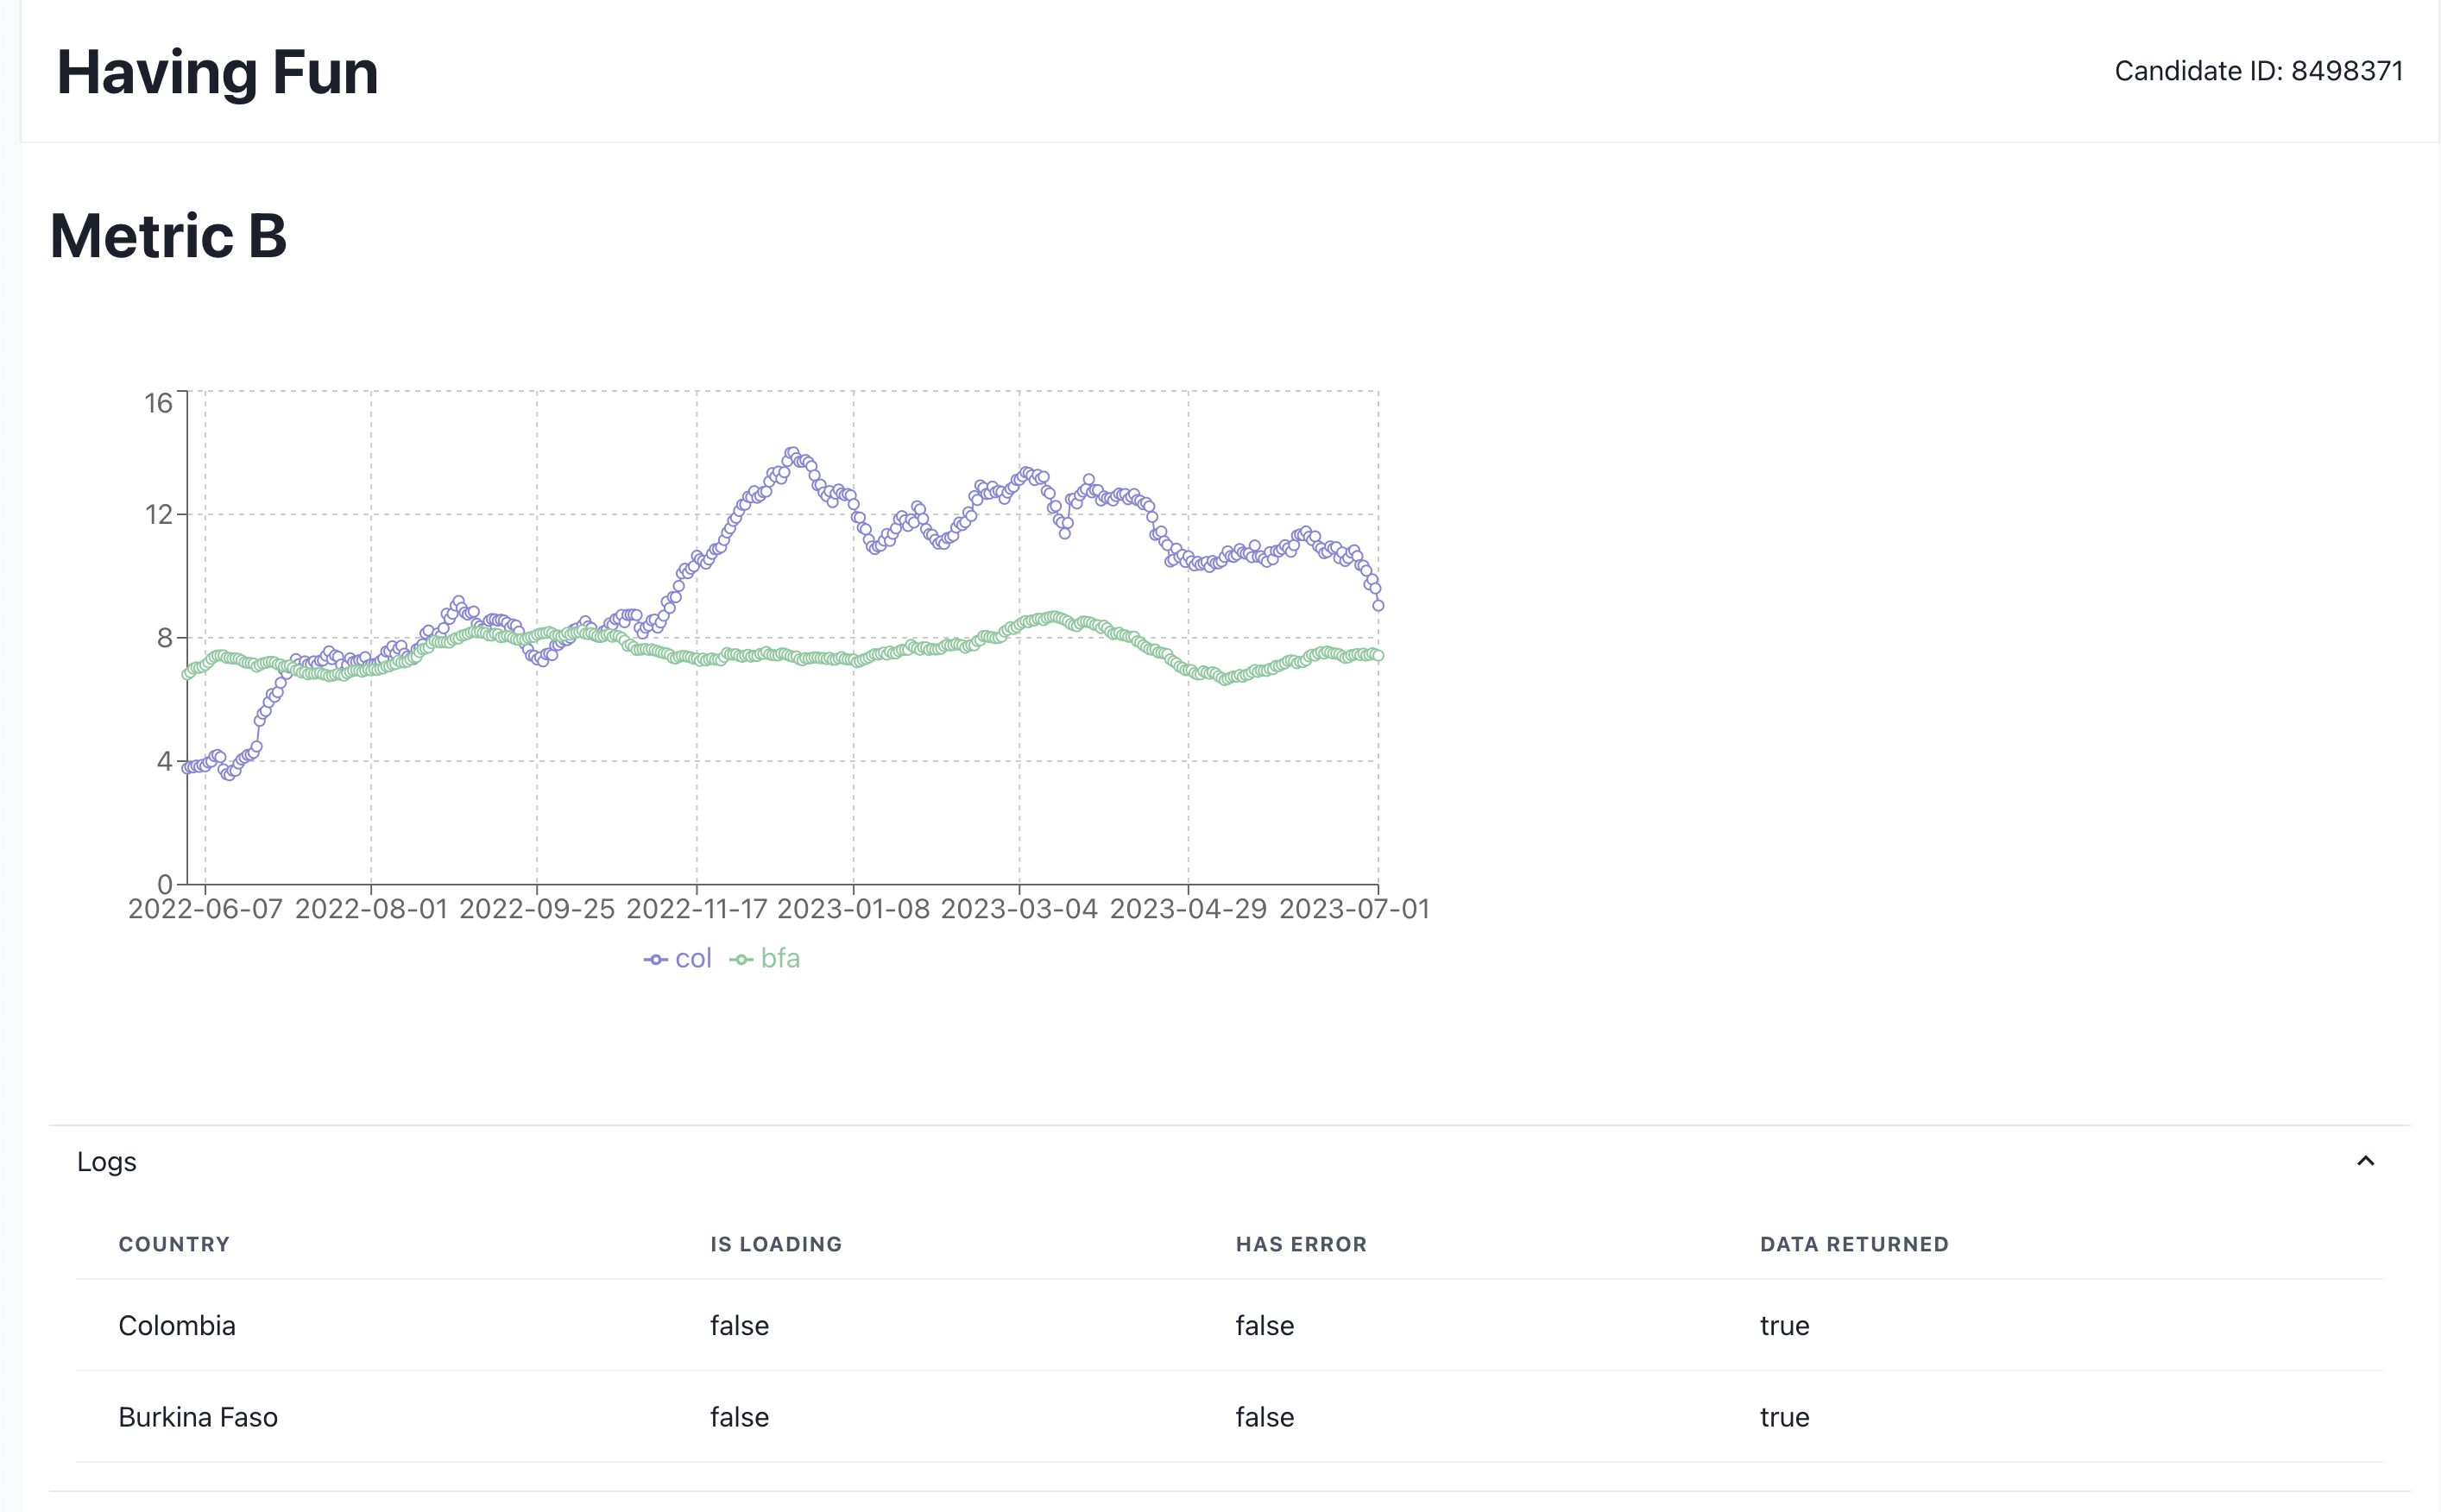 Having Fun
Candidate ID: 8498371
Metric B
16
12
8
4
0
2022-06-07 2022-08-01 2022-09-25 2022-11-17 2023-01-08 2023-03-04 2023-04-29 2023-07-01
col bfa
Logs
COUNTRY IS LOADING HAS ERROR DATA RETURNED
Colombia false false true
Burkina Faso false false true